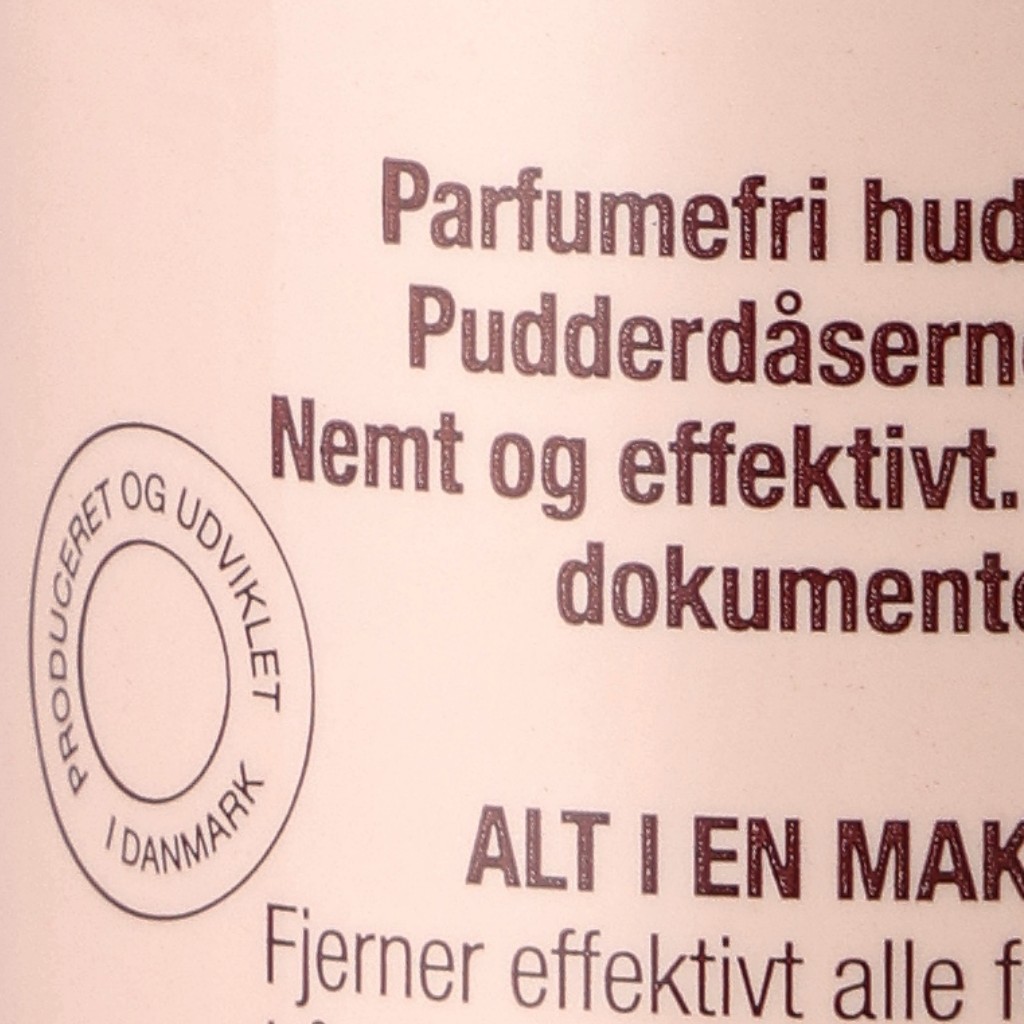 Parfumefri hud
Pudderdåserne
Nemt og effektivt.
dokumente
PRODUCERET OG UDVIKLET
I DANMARK
ALT I EN MAK
Fjerner effektivt alle f